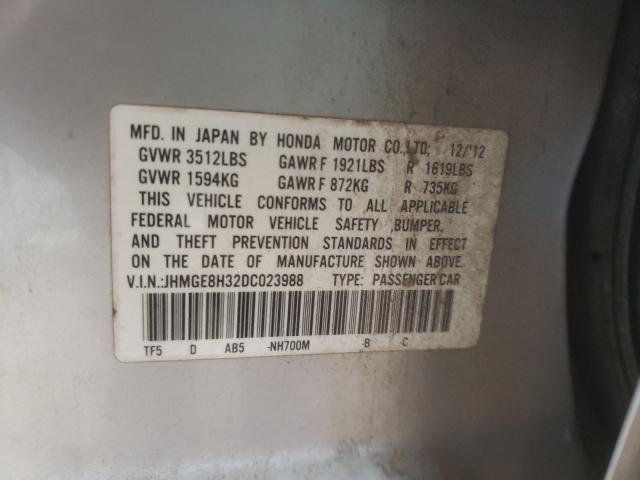 MFD. IN JAPAN BY HONDA MOTOR CO.,LTD; 12/'12
GVWR 3512LBS GAWR F 1921LBS R 1619LBS
GVWR 1594KG GAWR F 872KG R 735KG
THIS VEHICLE CONFORMS TO ALL APPLICABLE
FEDERAL MOTOR VEHICLE SAFETY ,BUMPER,
AND THEFT PREVENTION STANDARDS IN EFFECT
ON THE DATE OF MANUFACTURE SHOWN ABOVE.
V.I.N.:JHMGE8H32DC023988 TYPE: PASSENGER CAR
TF5 D AB5 -NH700M -B -C